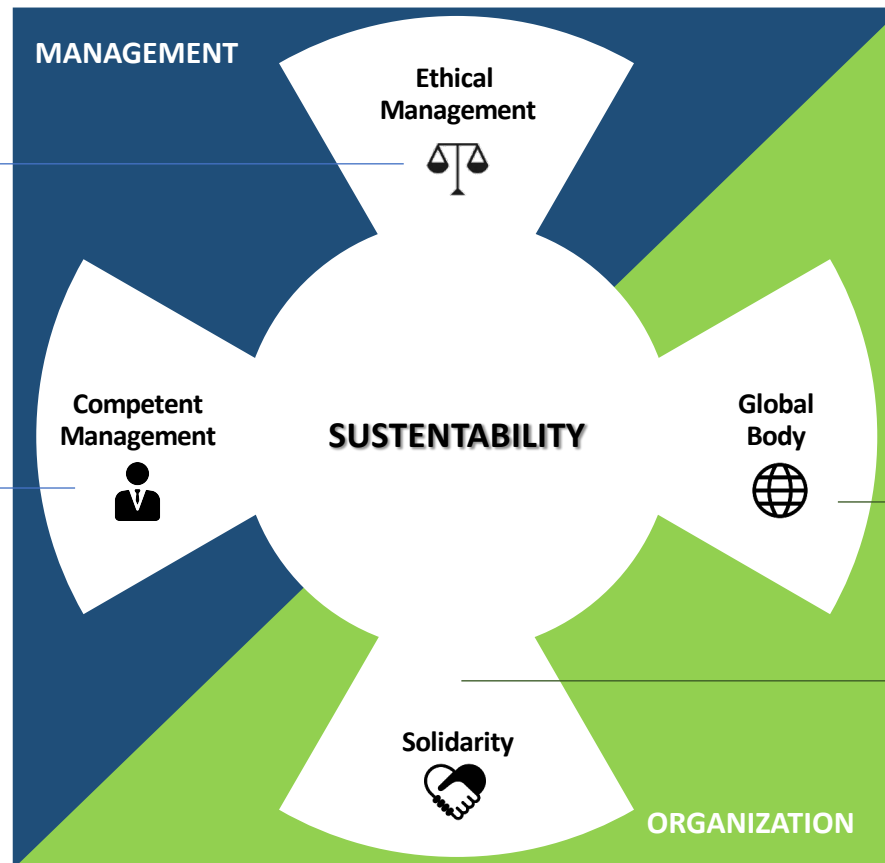 MANAGEMENT
Ethical
Management
Competent
Management
SUSTENTABILITY
Global
Body
Solidarity
ORGANIZATION